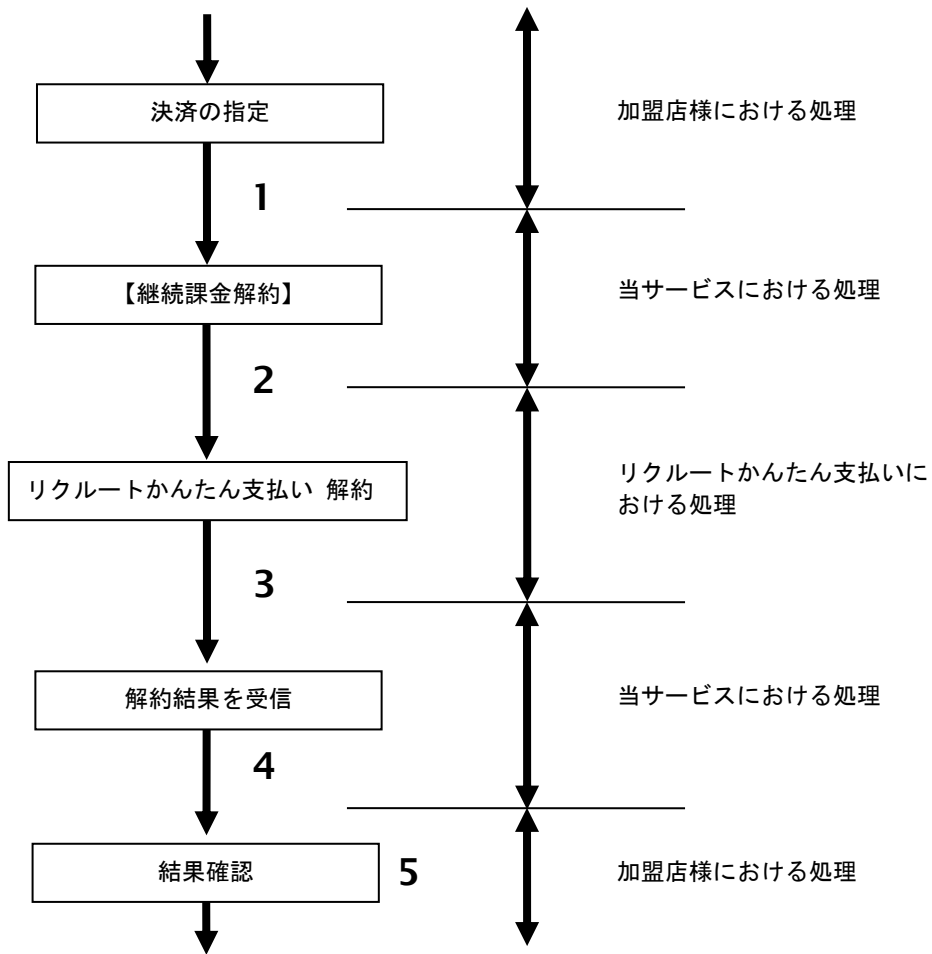 決済の指定
加盟店様における処理
1
【継続課金解約】
当サービスにおける処理
2
リクルートかんたん支払い 解約
リクルートかんたん支払いに
おける処理
3
解約結果を受信
当サービスにおける処理
4
結果確認
5
加盟店様における処理